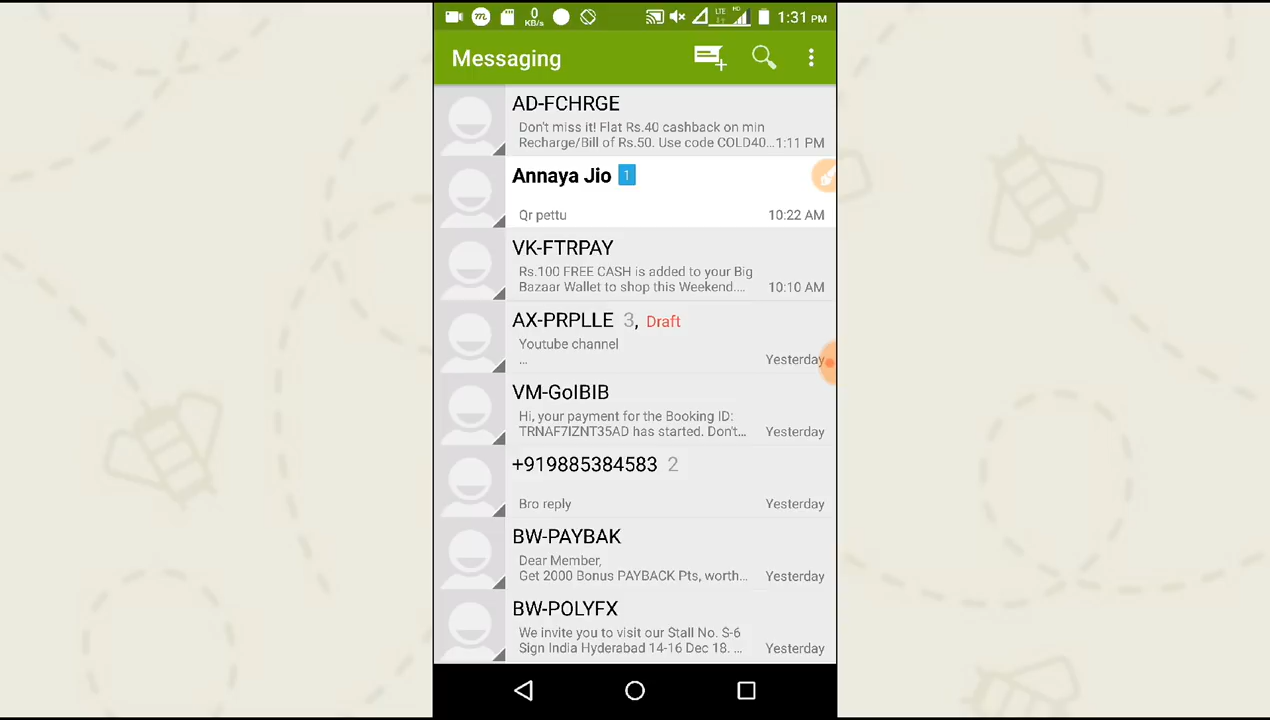 0
KB/s
LTE
HD
1:31 PM
Messaging
AD-FCHRGE
Don't miss it! Flat Rs.40 cashback on min
Recharge/Bill of Rs.50. Use code COLD40... 1:11 PM
Annaya Jio 1
Qr pettu 10:22 AM
VK-FTRPAY
Rs.100 FREE CASH is added to your Big
Bazaar Wallet to shop this Weekend.... 10:10 AM
AX-PRPLLE 3, Draft
Youtube channel
... Yesterday
VM-GoIBIB
Hi, your payment for the Booking ID:
TRNAF7IZNT35AD has started. Don't... Yesterday
+919885384583 2
Bro reply Yesterday
BW-PAYBAK
Dear Member,
Get 2000 Bonus PAYBACK Pts, worth... Yesterday
BW-POLYFX
We invite you to visit our Stall No. S-6
Sign India Hyderabad 14-16 Dec 18. ... Yesterday